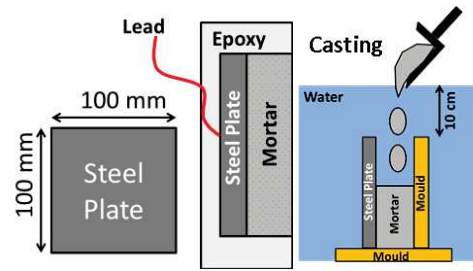 100 mm
100 mm
Steel
Plate
Lead
Epoxy
Steel Plate
Mortar
Casting
Water
10 cm
Steel Plate
Mortar
Mould
Mould